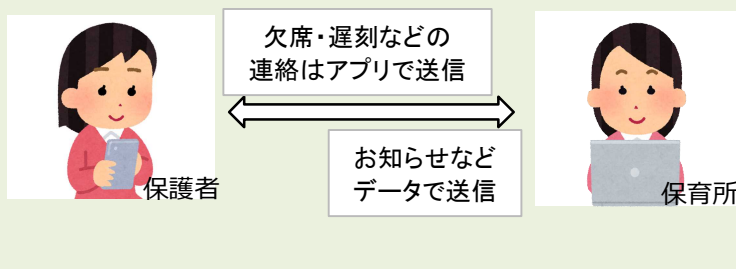 欠席・遅刻などの
連絡はアプリで送信
お知らせなど
データで送信
保護者
保育所